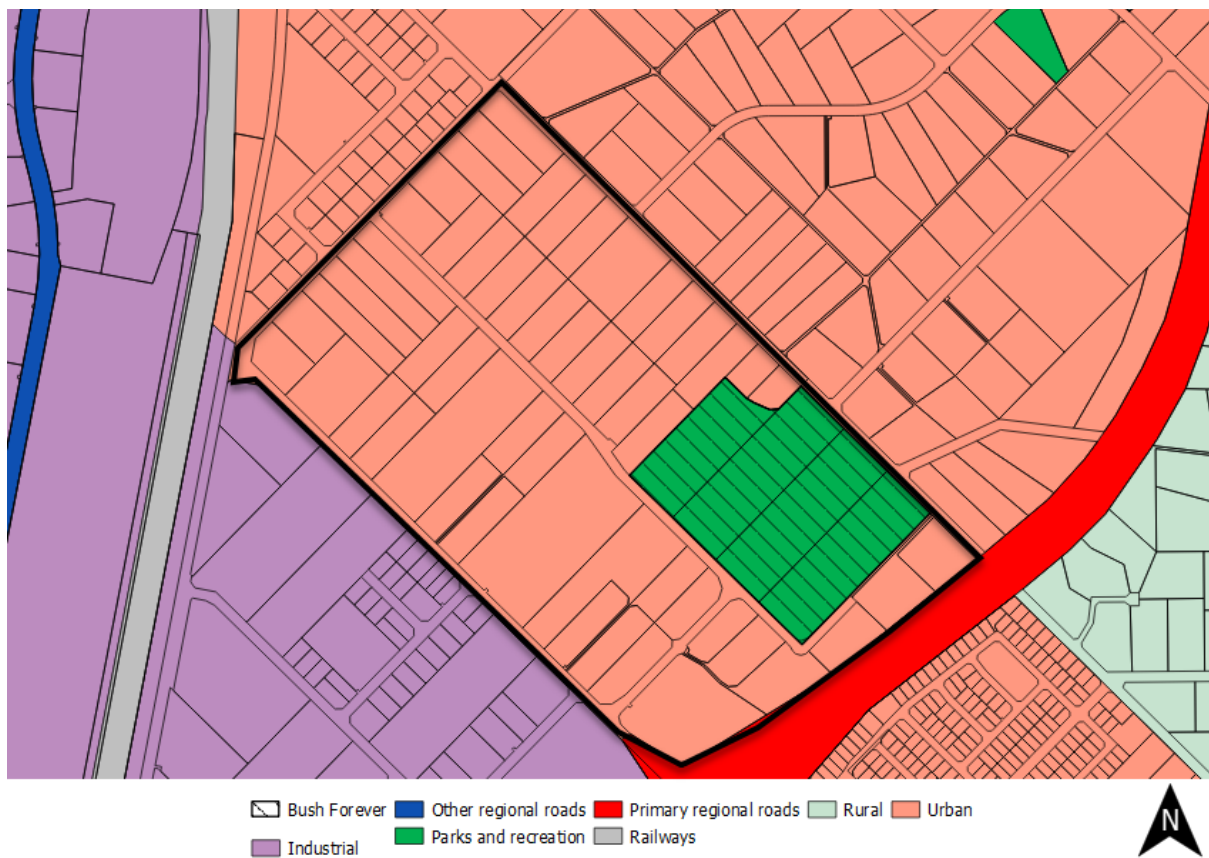 Bush Forever
Other regional roads
Primary regional roads
Rural
Urban
Industrial
Parks and recreation
Railways
N